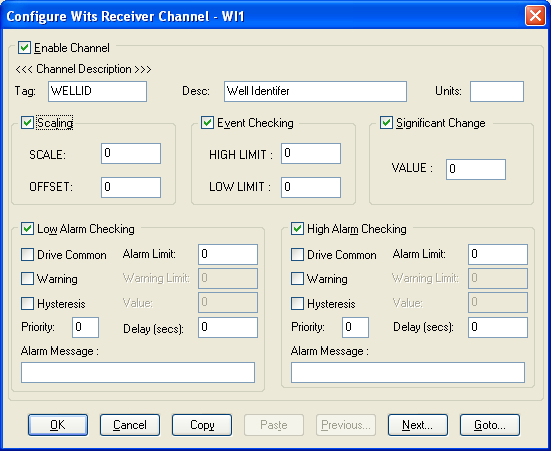 Configure Wits Receiver Channel - WI1
Enable Channel
<<< Channel Description >>>
Tag: WELLID Desc: Well Identifer Units:
Scaling
SCALE: 0
OFFSET: 0
Event Checking
HIGH LIMIT : 0
LOW LIMIT : 0
Significant Change
VALUE : 0
Low Alarm Checking
Drive Common Alarm Limit: 0
Warning Warning Limit: 0
Hysteresis Value: 0
Priority: 0 Delay (secs): 0
Alarm Message :
High Alarm Checking
Drive Common Alarm Limit: 0
Warning Warning Limit: 0
Hysteresis Value: 0
Priority: 0 Delay (secs): 0
Alarm Message :
OK Cancel Copy Paste Previous... Next... Goto...